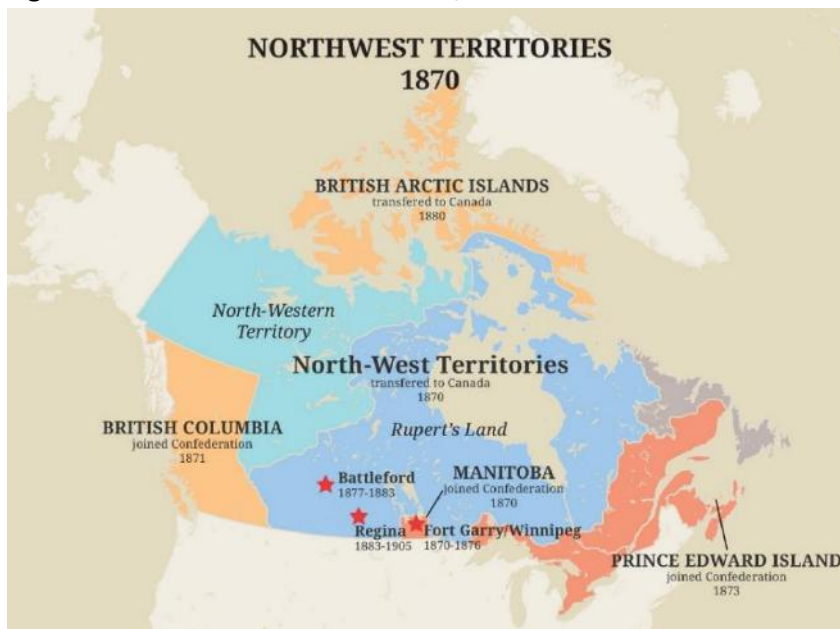 NORTHWEST TERRITORIES
1870
BRITISH ARCTIC ISLANDS
transfered to Canada
1880
North-Western
Territory
North-West Territories
transfered to Canada
1870
Rupert's Land
BRITISH COLUMBIA
joined Confederation
1871
Battleford
1877-1883
MANITOBA
joined Confederation
1870
Regina
1883-1905
Fort Garry/Winnipeg
1870-1876
PRINCE EDWARD ISLAND
joined Confederation
1873